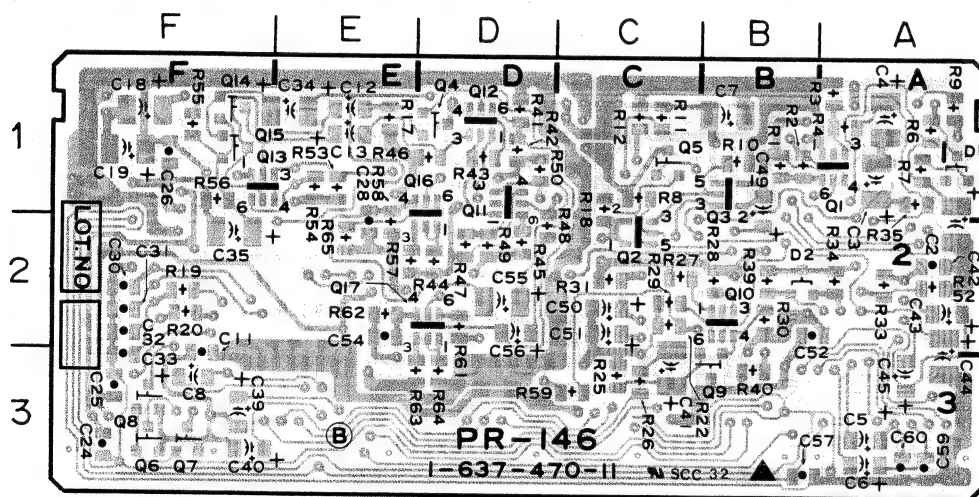 F E D C B A
F E D C B A
C18 R55 Q14 C34 C12 Q4 Q12 R41 C7 R3 C4 R9
R17 R12 R11 R2 R4 R6
1
Q15 R42 Q5 R1
Q13 R53 C13 R46 R43 R50 R10 C49 R7
C19 R56 R58 Q16 R8
C26 C28 R18 Q1
Q11 Q3
R54 R65 R48 R28 C3 R35
LOT.NO
2
C31 C35 R57 R49 R45 Q2 R27 R39 D2 R34 2 C2
C36 R19 R44 R47 C55 R29
Q17 R31 Q10 R52
R20 R62 C50 R30 R33 C43
C32 C11 C54 C51
C33 R61 C56 C52
C25 C8 C39 R59 R25 Q9 R40 C45 C44
3
R63 R64 C41 R222 3
Q8 R26 C5
C24 B PR-146 C57 C60 C59
Q6 Q7 C40 1-637-470-11 SCC-32 C6